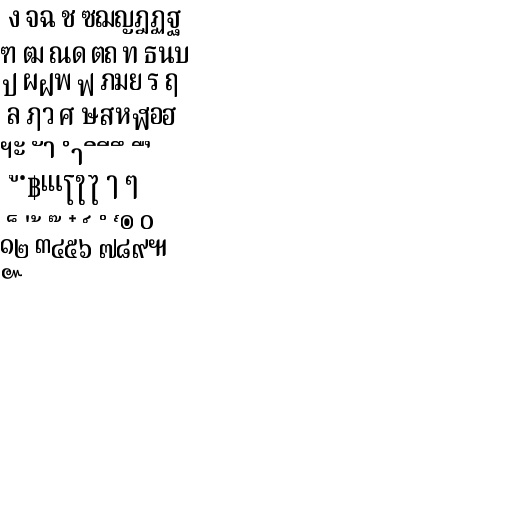 ง จฉ ช ซฌญฎฏฐ
ฑ ฒ ณด ตถ ท ธนบ
ป ผฝพ ฟ ภมย ร ฤ
ล ฦว ศ ษสหฬอฮ
ฯะ ั า ำ ิ ี ึ ื ุ
ู ฺ ฿เแโใไ ๅ ๆ
็ ่ ้ ๊ ๋ ์ ํ ๎ ๏ ๐
๑๒ ๓๔๕๖ ๗๘๙๚
๛